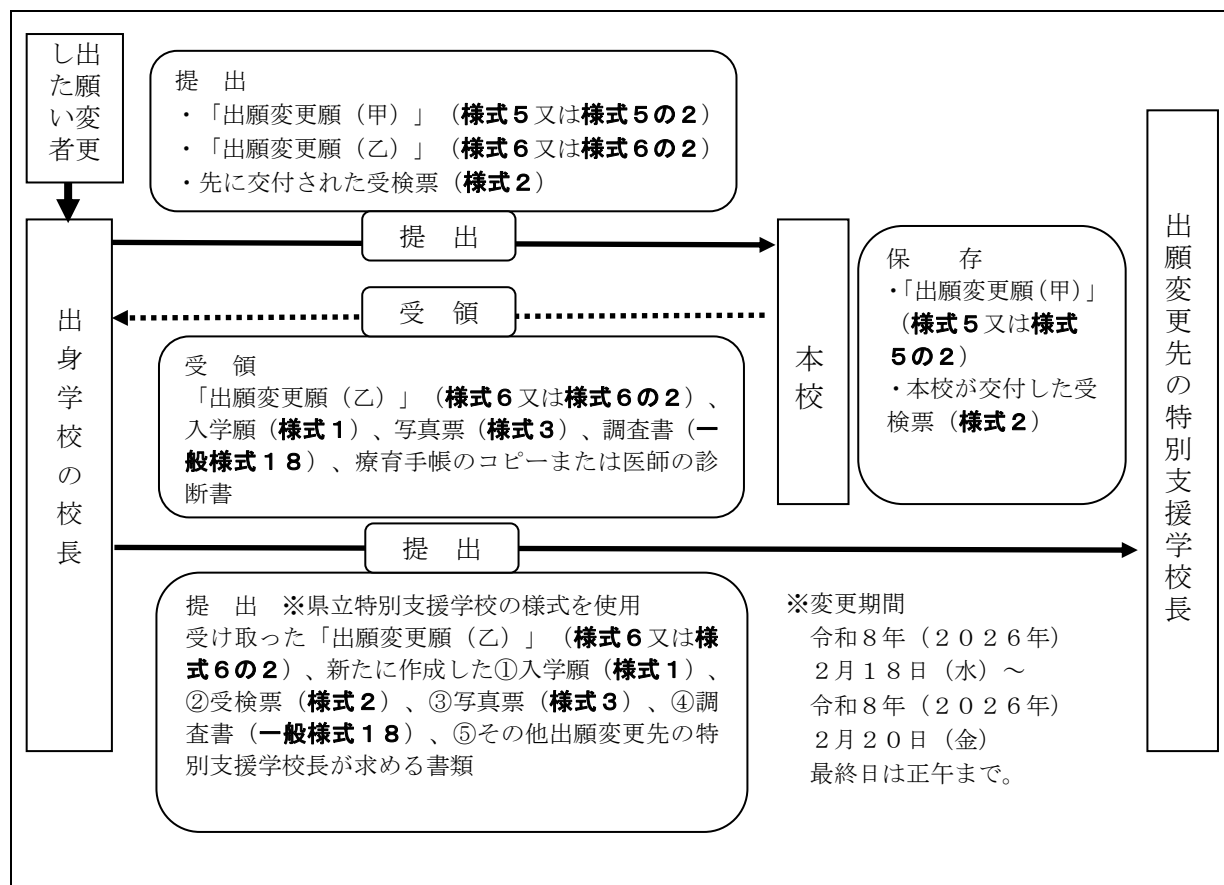 出願変更
したい者
提　出
・「出願変更願（甲）」（様式５又は様式５の２）
・「出願変更願（乙）」（様式６又は様式６の２）
・先に交付された受検票（様式２）
提　出
受　領
受　領
「出願変更願（乙）」（様式６又は様式６の２）、
入学願（様式１）、写真票（様式３）、調査書（一
般様式１８）、療育手帳のコピーまたは医師の診
断書
出身学校の校長
本校
保　　存
・「出願変更願（甲）」
（様式５又は様式
５の２）
・本校が交付した受
検票（様式２）
出願変更先の特別支援学校長
提　出
提　出　※県立特別支援学校の様式を使用
受け取った「出願変更願（乙）」（様式６又は様
式６の２）、新たに作成した①入学願（様式１）、
②受検票（様式２）、③写真票（様式３）、④調
査書（一般様式１８）、⑤その他出願変更先の特
別支援学校長が求める書類
※変更期間
令和８年（２０２６年）
２月１８日（水）～
令和８年（２０２６年）
２月２０日（金）
最終日は正午まで。